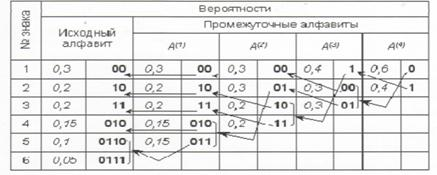 № знака
Вероятности
Исходный алфавит
Промежуточные алфавиты
A(1) A(2) A(3) A(4)
1 0,3 00 0,3 00 0,3 00 0,4 1 0,6 0
2 0,2 10 0,2 10 0,3 01 0,3 00 0,4 1
3 0,2 11 0,2 11 0,2 10 0,3 01
4 0,15 010 0,15 010 0,2 11
5 0,1 0110 0,15 011
6 0,05 0111